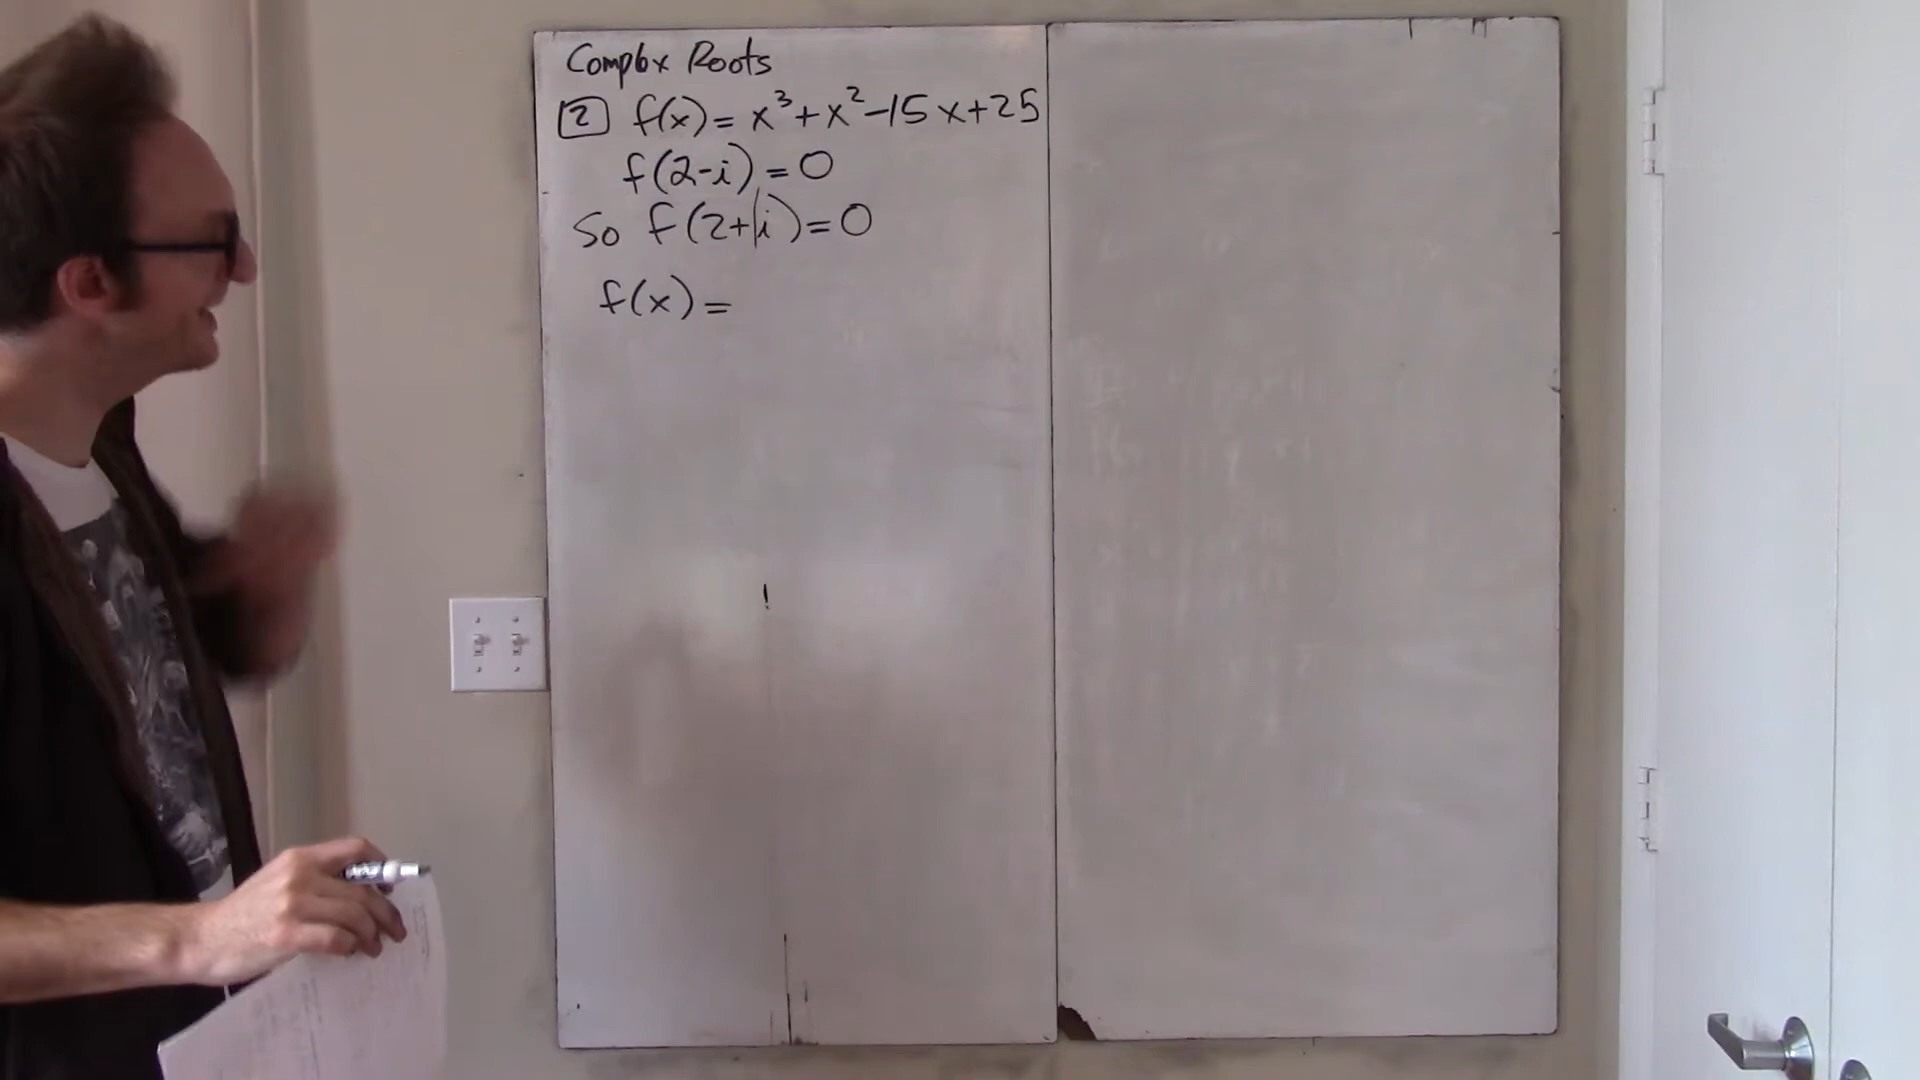 Complex Roots
2 f(x) = x³+x²-15x+25
f(2-i) = 0
So f(2+i) = 0
f(x) =
!